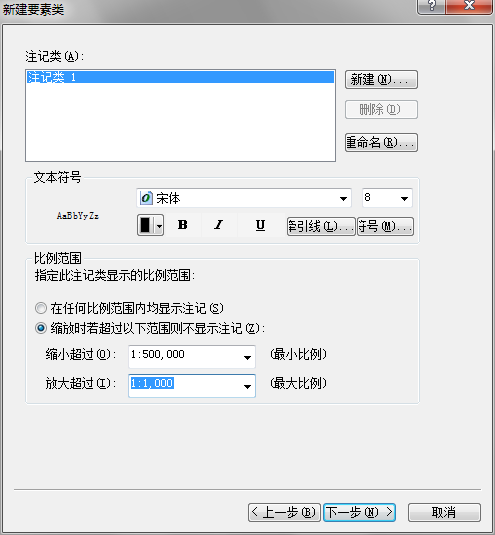 新建要素类
?
注记类(A):
注记类 1
新建(N)...
删除(D)
重命名(R)...
文本符号
AaBbYyZz
宋体
8
B I U
牵引线(L)...
符号(M)...
比例范围
指定此注记类显示的比例范围:
在任何比例范围内均显示注记(S)
缩放时若超过以下范围则不显示注记(Z):
缩小超过(O): 1:500,000 (最小比例)
放大超过(I): 1:1,000 (最大比例)
< 上一步(B) 下一步(N) > 取消